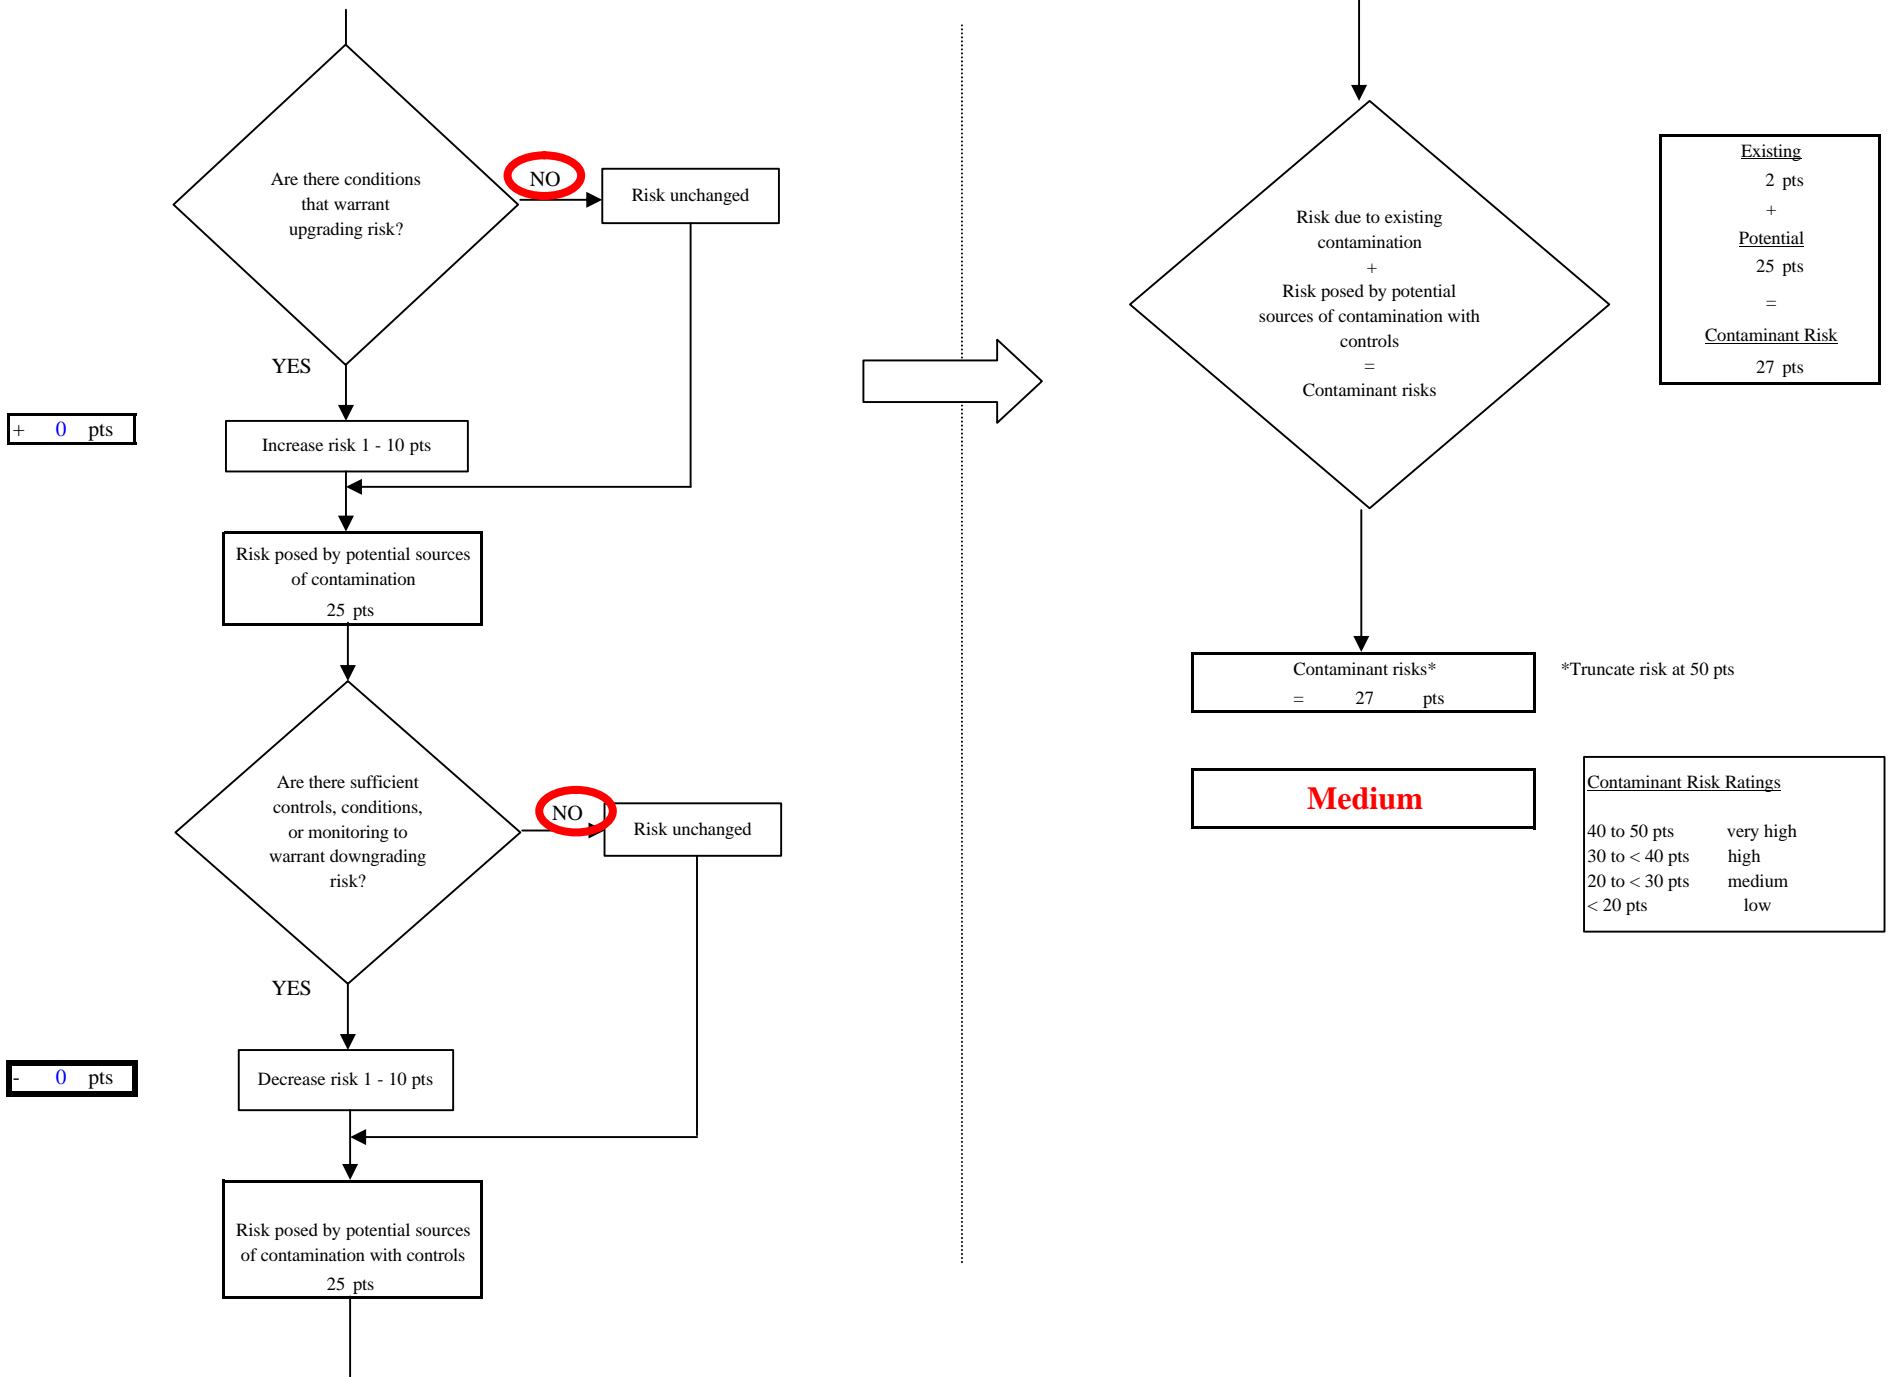 Are there conditions
that warrant
upgrading risk?
NO
Risk unchanged
YES
+ 0 pts
Increase risk 1 - 10 pts
Risk posed by potential sources
of contamination
25 pts
Are there sufficient
controls, conditions,
or monitoring to
warrant downgrading
risk?
NO
Risk unchanged
YES
- 0 pts
Decrease risk 1 - 10 pts
Risk posed by potential sources
of contamination with controls
25 pts
Risk due to existing
contamination
+
Risk posed by potential
sources of contamination with
controls
=
Contaminant risks
Existing
2 pts
+
Potential
25 pts
=
Contaminant Risk
27 pts
Contaminant risks*
= 27 pts
*Truncate risk at 50 pts
Medium
Contaminant Risk Ratings
40 to 50 pts very high
30 to < 40 pts high
20 to < 30 pts medium
< 20 pts low